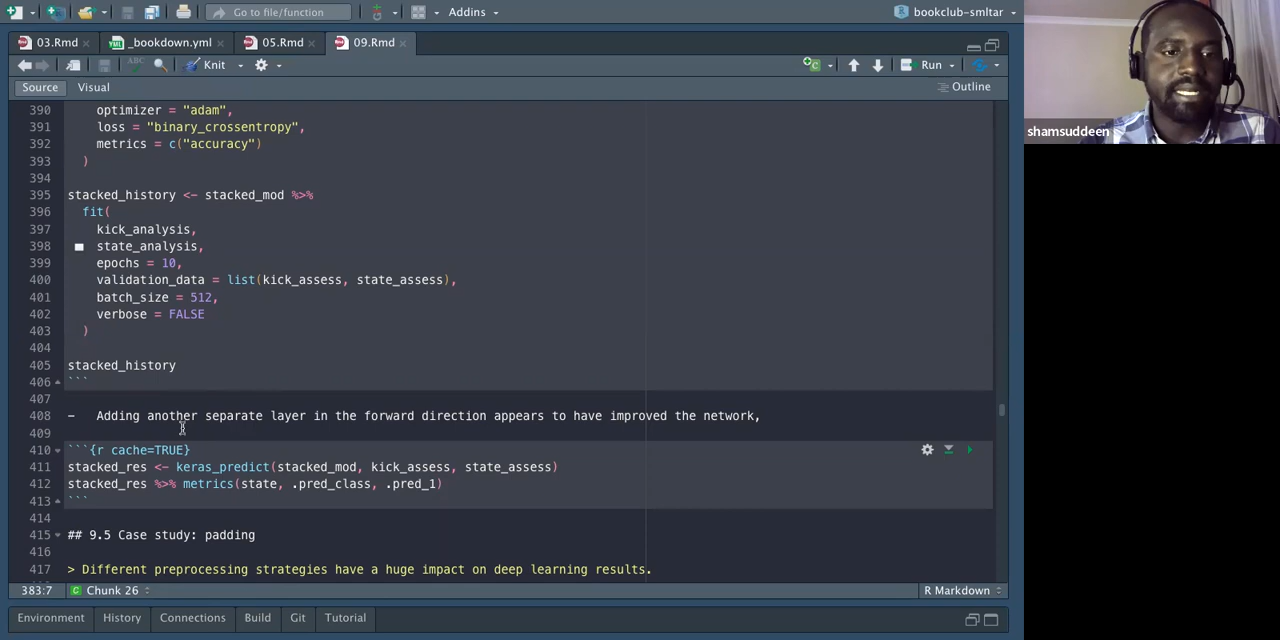 Go to file/function
Addins
bookclub-smltar
03.Rmd
_bookdown.yml
05.Rmd
09.Rmd
ABC
Knit
Run
Source
Visual
Outline
390 optimizer = "adam",
391 loss = "binary_crossentropy",
392 metrics = c("accuracy")
393 )
394
395 stacked_history <- stacked_mod %>%
396 fit(
397 kick_analysis,
398 state_analysis,
399 epochs = 10,
400 validation_data = list(kick_assess, state_assess),
401 batch_size = 512,
402 verbose = FALSE
403 )
404
405 stacked_history
406 ```
407
408 - Adding another separate layer in the forward direction appears to have improved the network,
409
410 ```{r cache=TRUE}
411 stacked_res <- keras_predict(stacked_mod, kick_assess, state_assess)
412 stacked_res %>% metrics(state, .pred_class, .pred_1)
413 ```
414
415 ## 9.5 Case study: padding
416
417 > Different preprocessing strategies have a huge impact on deep learning results.
383:7 Chunk 26 R Markdown
Environment History Connections Build Git Tutorial
shamsuddeen